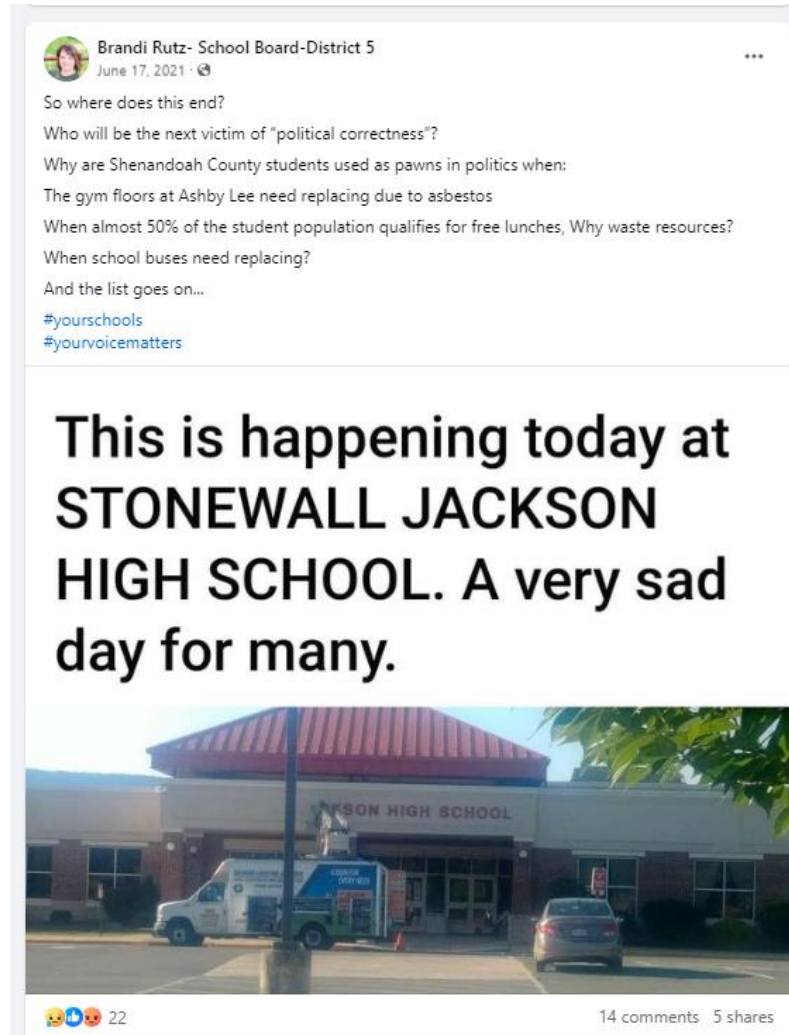 Brandi Rutz- School Board-District 5
June 17, 2021 ·
So where does this end?
Who will be the next victim of "political correctness"?
Why are Shenandoah County students used as pawns in politics when:
The gym floors at Ashby Lee need replacing due to asbestos
When almost 50% of the student population qualifies for free lunches, Why waste resources?
When school buses need replacing?
And the list goes on...
#yourschools
#yourvoicematters
This is happening today at
STONEWALL JACKSON
HIGH SCHOOL. A very sad
day for many.
KSON HIGH SCHOOL
EVERY NEED
22
14 comments 5 shares